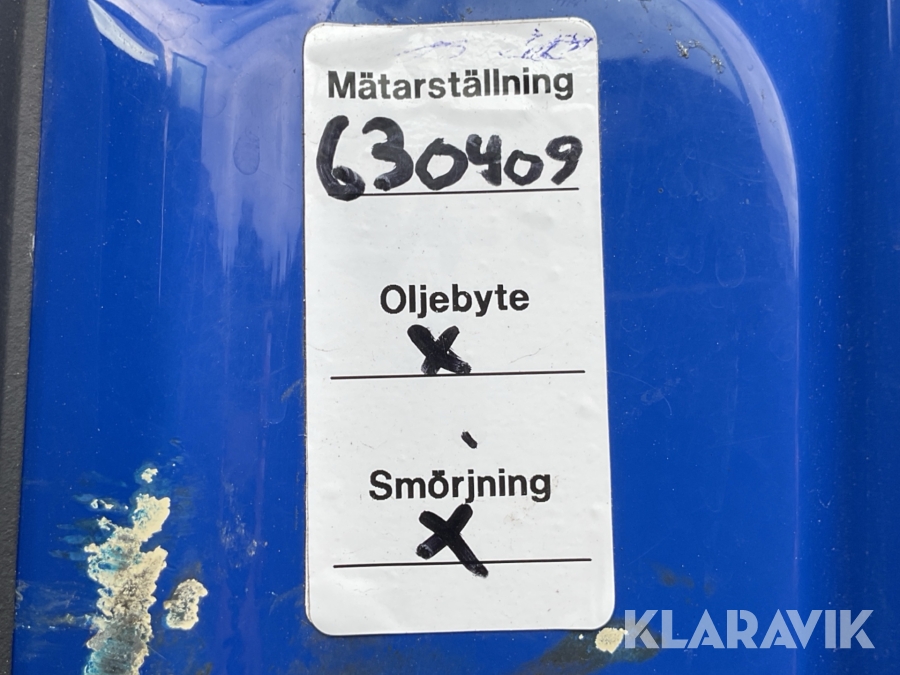 Mätarställning
630409
Oljebyte
X
Smörjning
X
KLARAVIK